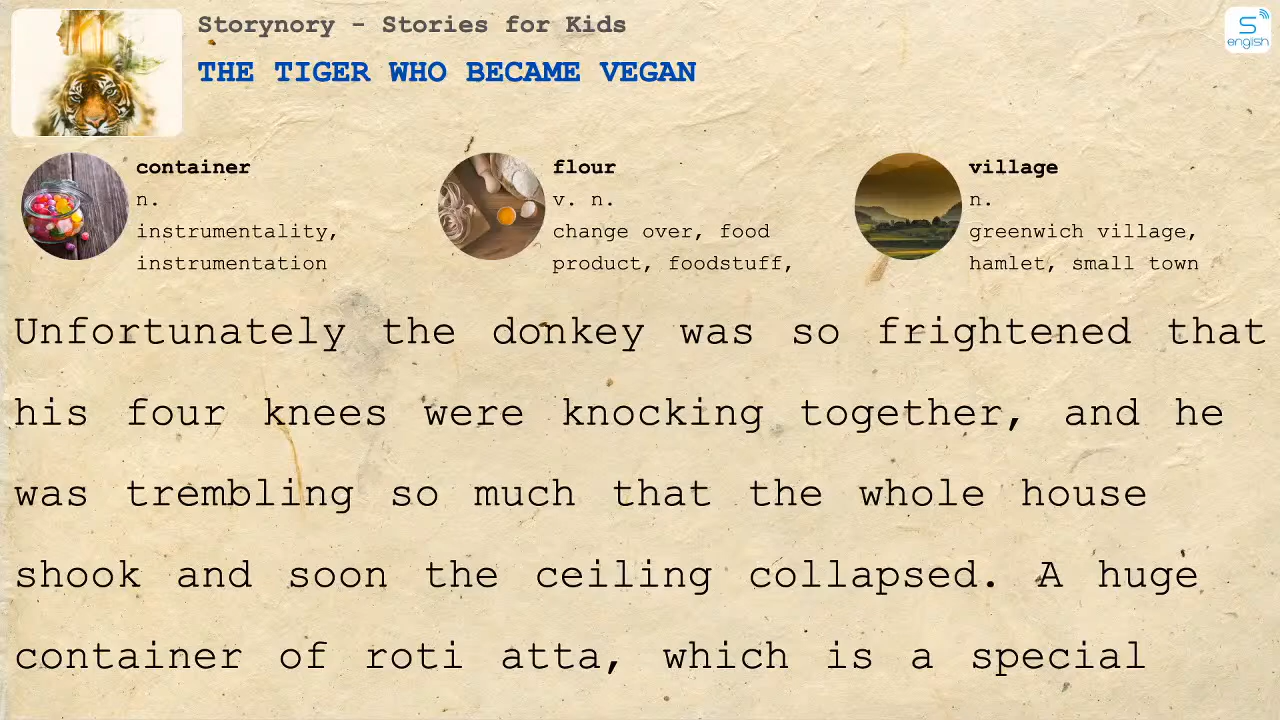 Storynory - Stories for Kids
THE TIGER WHO BECAME VEGAN
S
english
container
n.
instrumentality,
instrumentation
flour
v. n.
change over, food
product, foodstuff,
village
n.
greenwich village,
hamlet, small town
Unfortunately the donkey was so frightened that
his four knees were knocking together, and he
was trembling so much that the whole house
shook and soon the ceiling collapsed. A huge
container of roti atta, which is a special